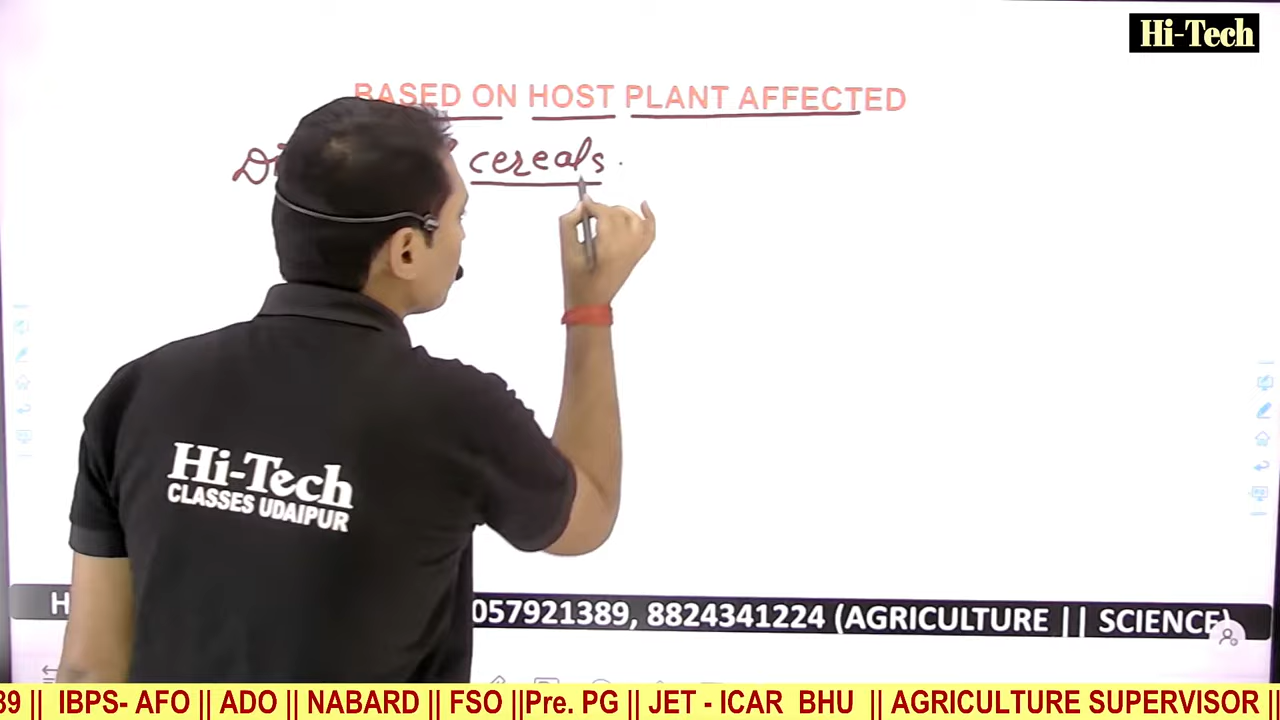 Hi-Tech
BASED ON HOST PLANT AFFECTED
cereals.
Hi-Tech
CLASSES UDAIPUR
057921389, 8824341224 (AGRICULTURE || SCIENCE)
39 || IBPS- AFO || ADO || NABARD || FSO ||Pre. PG || JET - ICAR BHU || AGRICULTURE SUPERVISOR ||